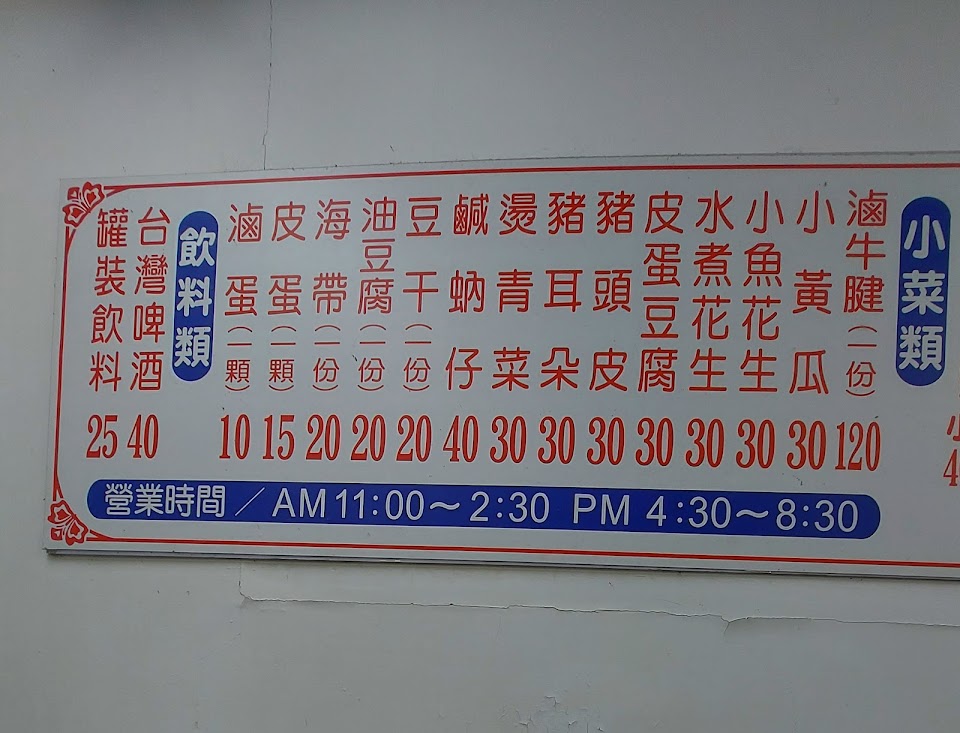 小菜類
滷牛腱(一份) 120
小黃瓜 30
小魚花生 30
水煮花生 30
皮蛋豆腐 30
豬頭皮 30
豬耳朵 30
燙青菜 30
鹹蚋仔 40
豆干(一份) 20
油豆腐(一份) 20
海帶(一份) 20
皮蛋(一顆) 15
滷蛋(一顆) 10
飲料類
台灣啤酒 40
罐裝飲料 25
營業時間／AM 11:00～2:30 PM 4:30～8:30